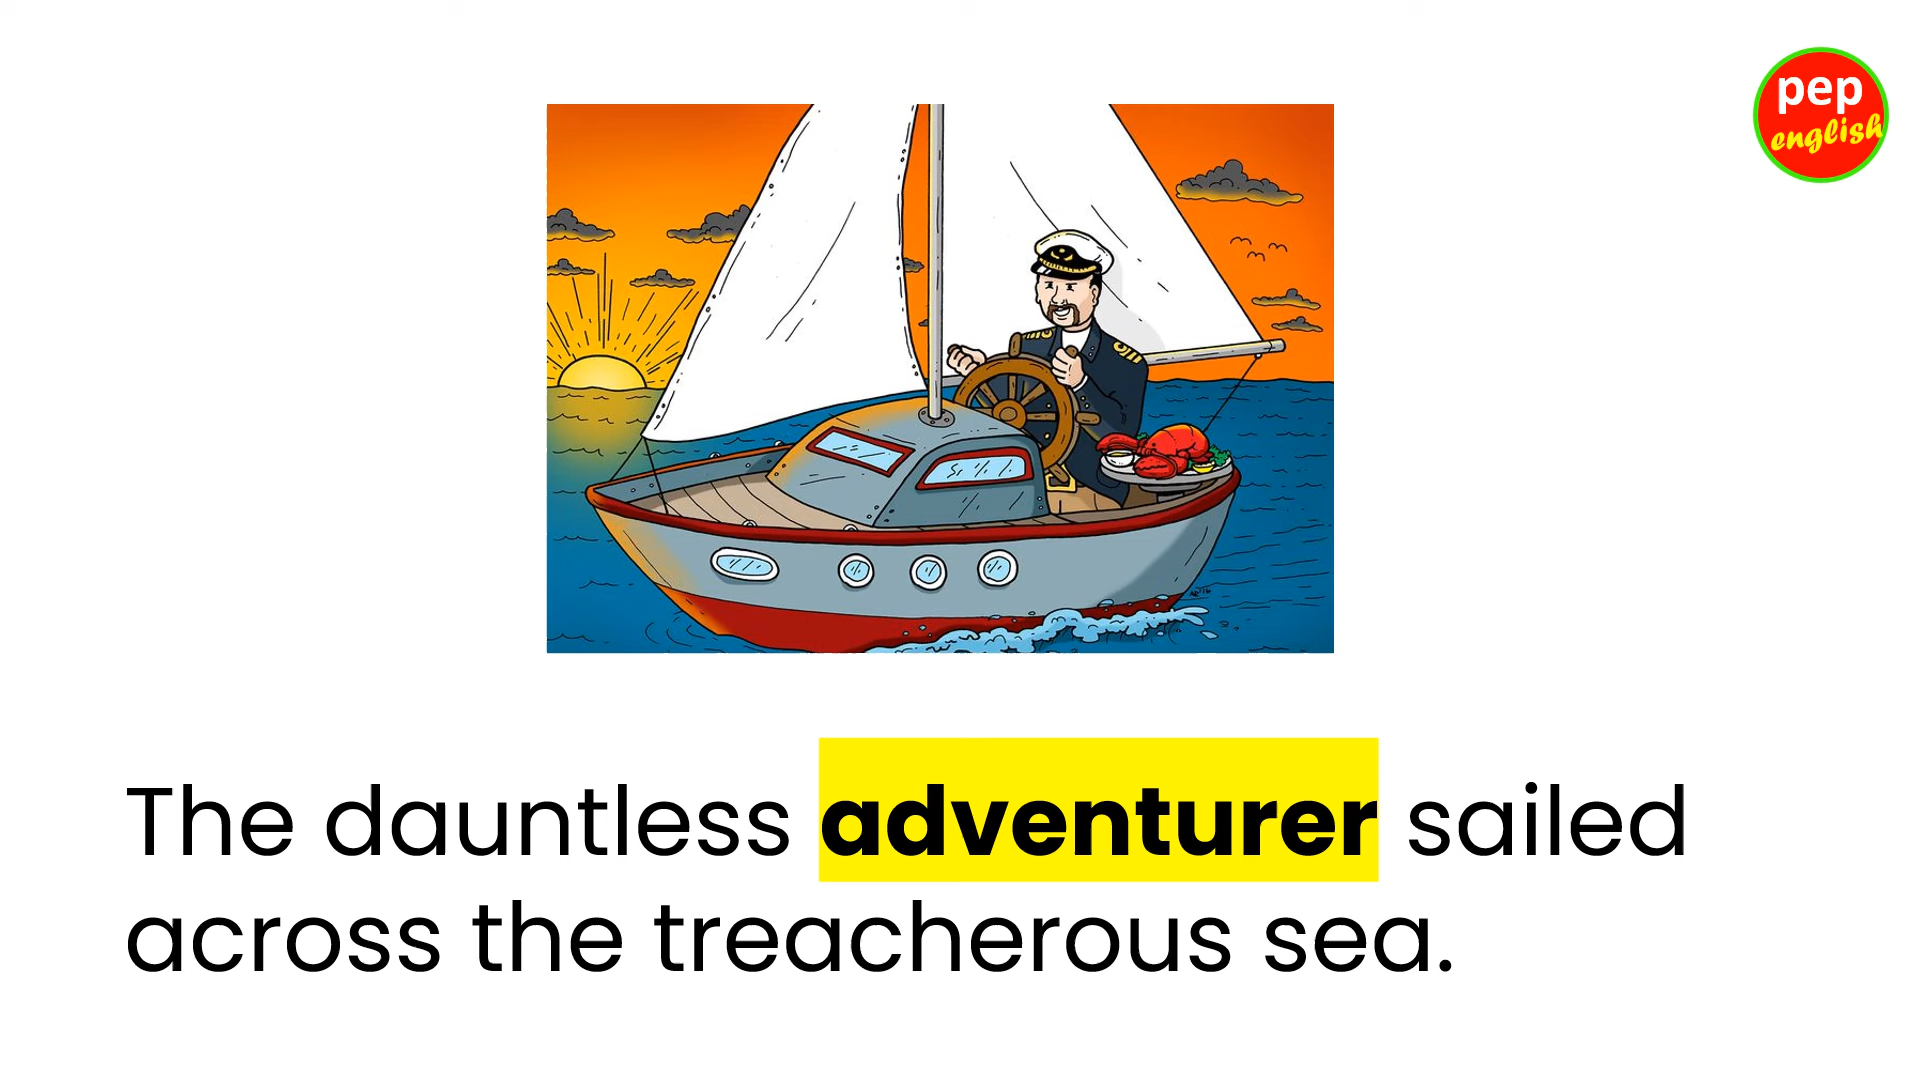 pep
english
The dauntless adventurer sailed
across the treacherous sea.